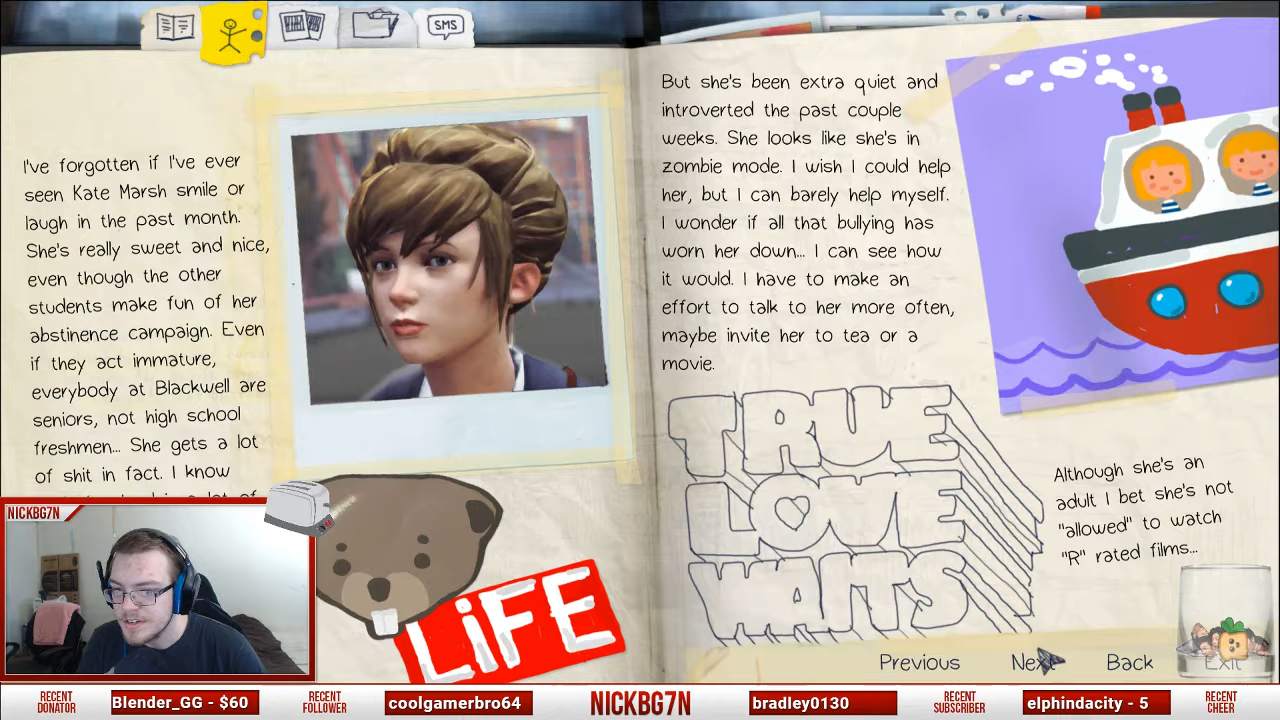 SMS
I've forgotten if I've ever
seen Kate Marsh smile or
laugh in the past month.
She's really sweet and nice,
even though the other
students make fun of her
abstinence campaign. Even
if they act immature,
everybody at Blackwell are
seniors, not high school
freshmen... She gets a lot
of shit in fact. I know
But she's been extra quiet and
introverted the past couple
weeks. She looks like she's in
zombie mode. I wish I could help
her, but I can barely help myself.
I wonder if all that bullying has
worn her down... I can see how
it would. I have to make an
effort to talk to her more often,
maybe invite her to tea or a
movie.
TRUE
LOVE
WAITS
Although she's an
adult I bet she's not
"allowed" to watch
"R" rated films...
LiFE
NICKBG7N
Previous
Next
Back
Exit
RECENT
DONATOR
Blender_GG - $60
RECENT
FOLLOWER
coolgamerbro64
NICKBG7N
bradley0130
RECENT
SUBSCRIBER
elphindacity - 5
RECENT
CHEER